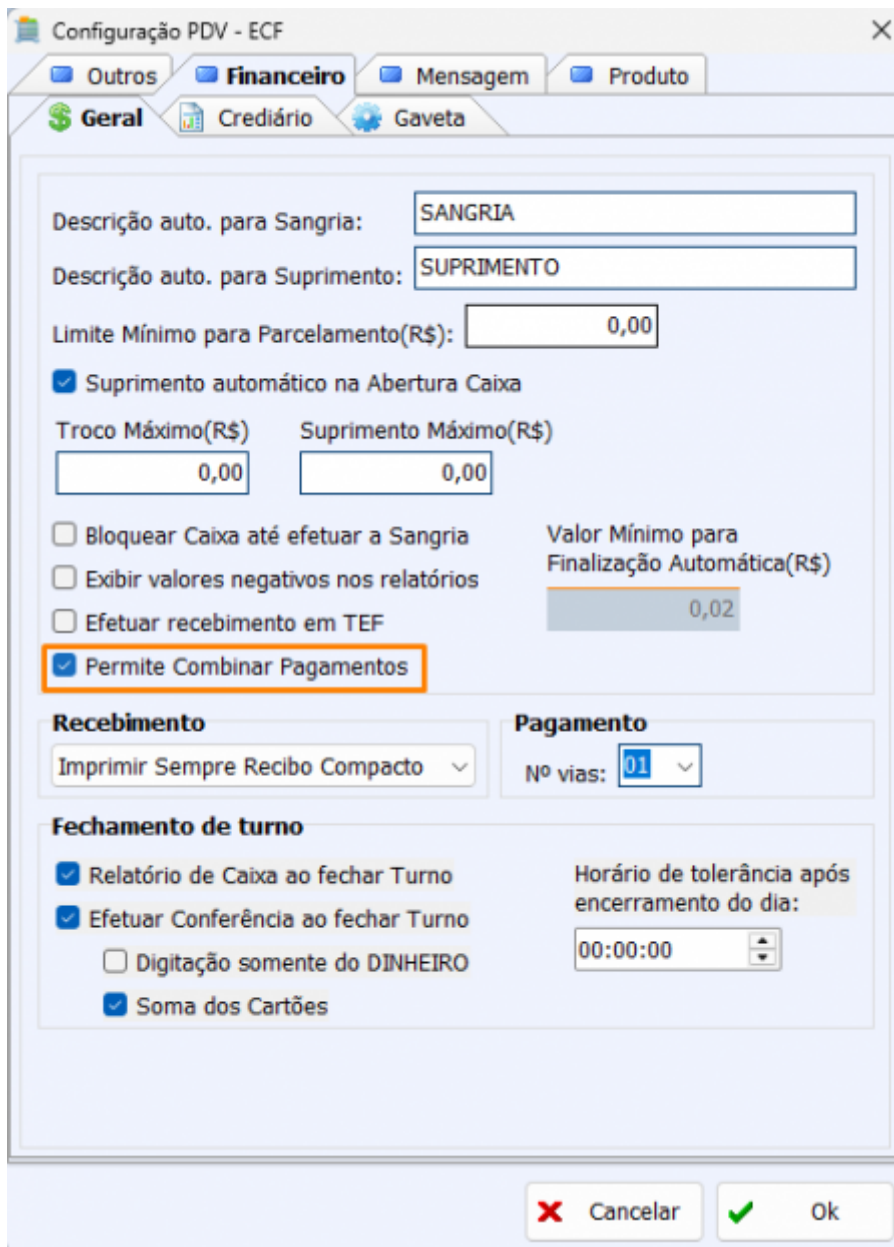 Configuração PDV - ECF
Outros Financeiro Mensagem Produto
Geral Crediário Gaveta
Descrição auto. para Sangria: SANGRIA
Descrição auto. para Suprimento: SUPRIMENTO
Limite Mínimo para Parcelamento(R$): 0,00
Suprimento automático na Abertura Caixa
Troco Máximo(R$) Suprimento Máximo(R$)
0,00 0,00
Bloquear Caixa até efetuar a Sangria
Exibir valores negativos nos relatórios
Efetuar recebimento em TEF
Permite Combinar Pagamentos
Valor Mínimo para
Finalização Automática(R$)
0,02
Recebimento
Imprimir Sempre Recibo Compacto
Pagamento
Nº vias: 01
Fechamento de turno
Relatório de Caixa ao fechar Turno
Efetuar Conferência ao fechar Turno
Digitação somente do DINHEIRO
Soma dos Cartões
Horário de tolerância após
encerramento do dia:
00:00:00
Cancelar Ok